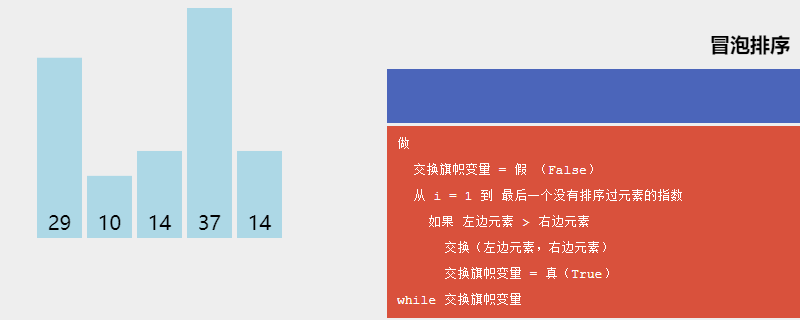 冒泡排序
29 10 14 37 14
做
交换旗帜变量 = 假 （False）
从 i = 1 到 最后一个没有排序过元素的指数
如果 左边元素 > 右边元素
交换（左边元素，右边元素）
交换旗帜变量 = 真（True）
while 交换旗帜变量